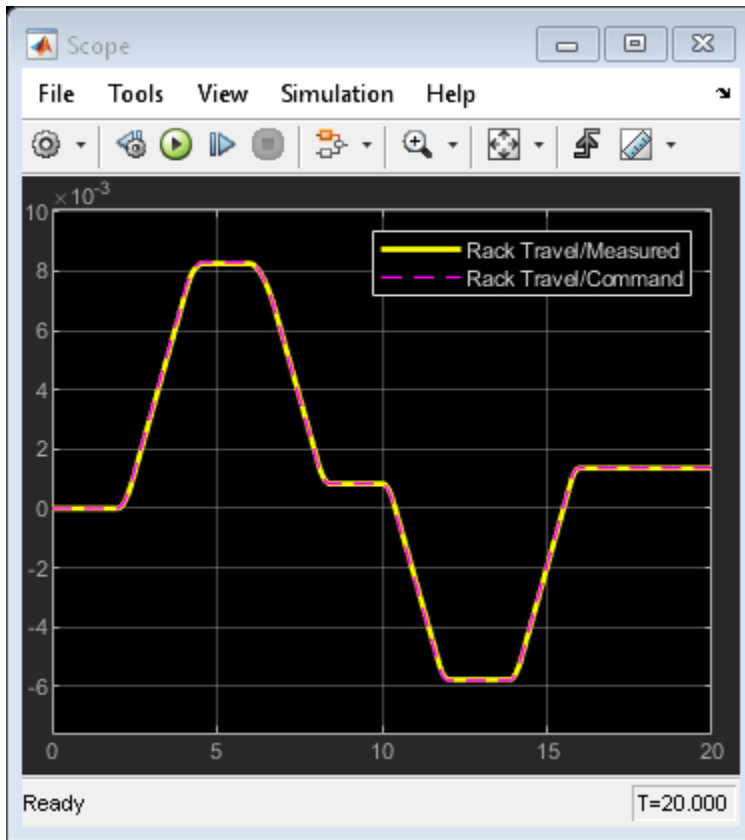 Scope
File Tools View Simulation Help
×10-3
10
8
6
4
2
0
-2
-4
-6
Rack Travel/Measured
Rack Travel/Command
0 5 10 15 20
Ready T=20.000